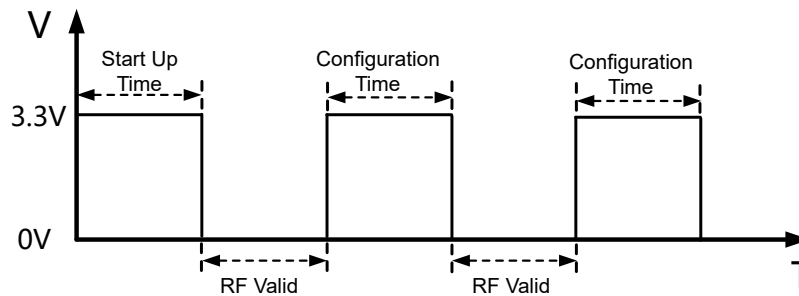 V
Start Up
Time
Configuration
Time
Configuration
Time
3.3V
0V
RF Valid
RF Valid